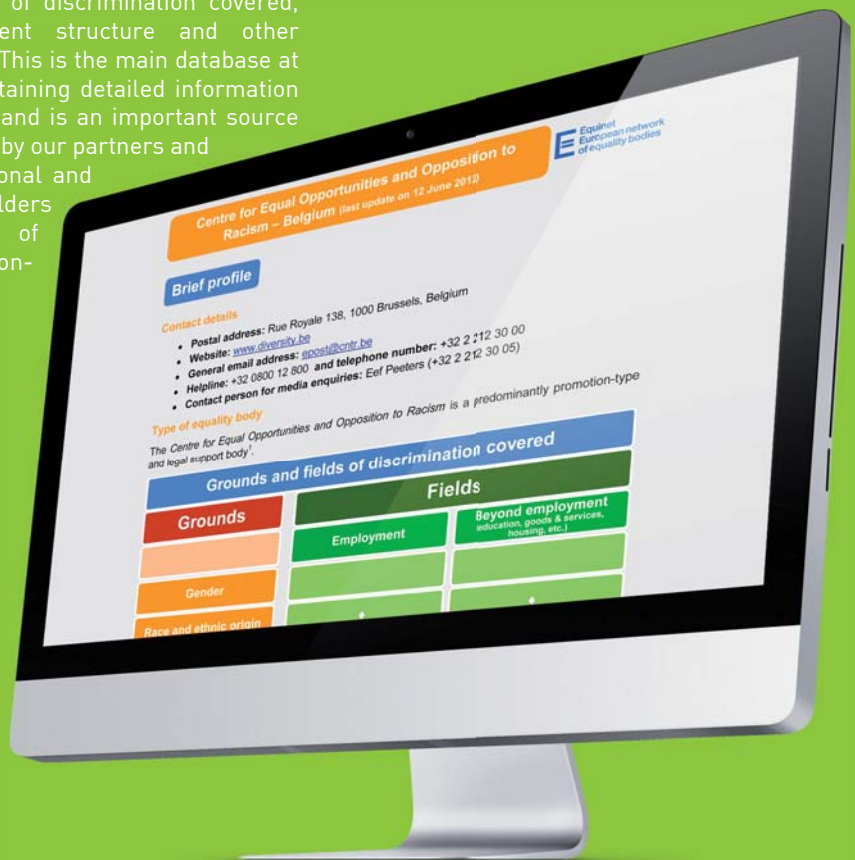 of discrimination covered,
ent structure and other
This is the main database at
taining detailed information
and is an important source
by our partners and
onal and
lders
of
on-
Equinet
European network
of equality bodies
Centre for Equal Opportunities and Opposition to
Racism – Belgium (last update on 12 June 2012)
Brief profile
Contact details
• Postal address: Rue Royale 138, 1000 Brussels, Belgium
• Website: www.diversity.be
• General email address: epost@cntr.be
• Helpline: +32 0800 12 800 and telephone number: +32 2 212 30 00
• Contact person for media enquiries: Eef Peeters (+32 2 212 30 05)
Type of equality body
The Centre for Equal Opportunities and Opposition to Racism is a predominantly promotion-type
and legal support body¹.
Grounds and fields of discrimination covered
Grounds
Fields
Employment
Beyond employment
(education, goods & services,
housing, etc.)
Gender
Race and ethnic origin